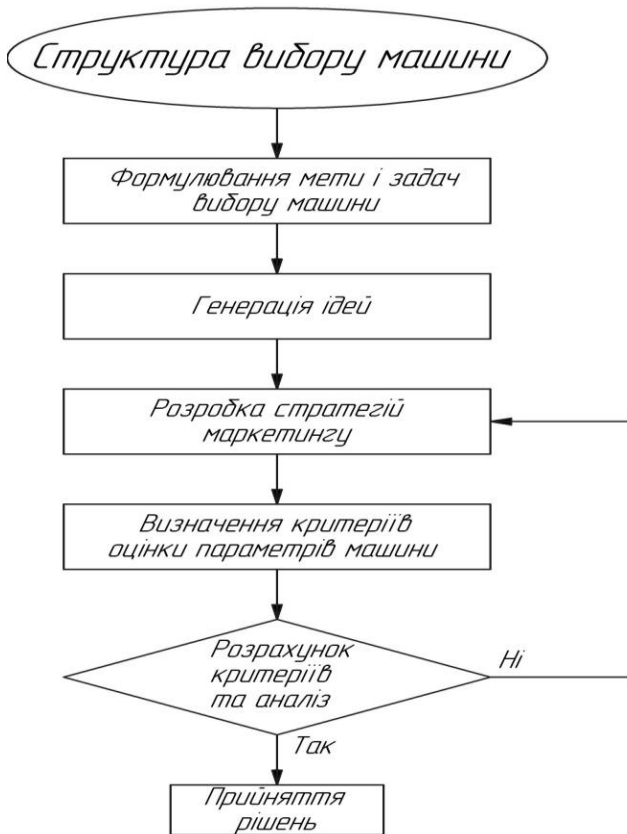 Структура вибору машини
Формулювання мети і задач
вибору машини
Генерація ідей
Розробка стратегій
маркетингу
Визначення критеріїв
оцінки параметрів машини
Розрахунок
критеріїв
та аналіз
Ні
Так
Прийняття
рішень